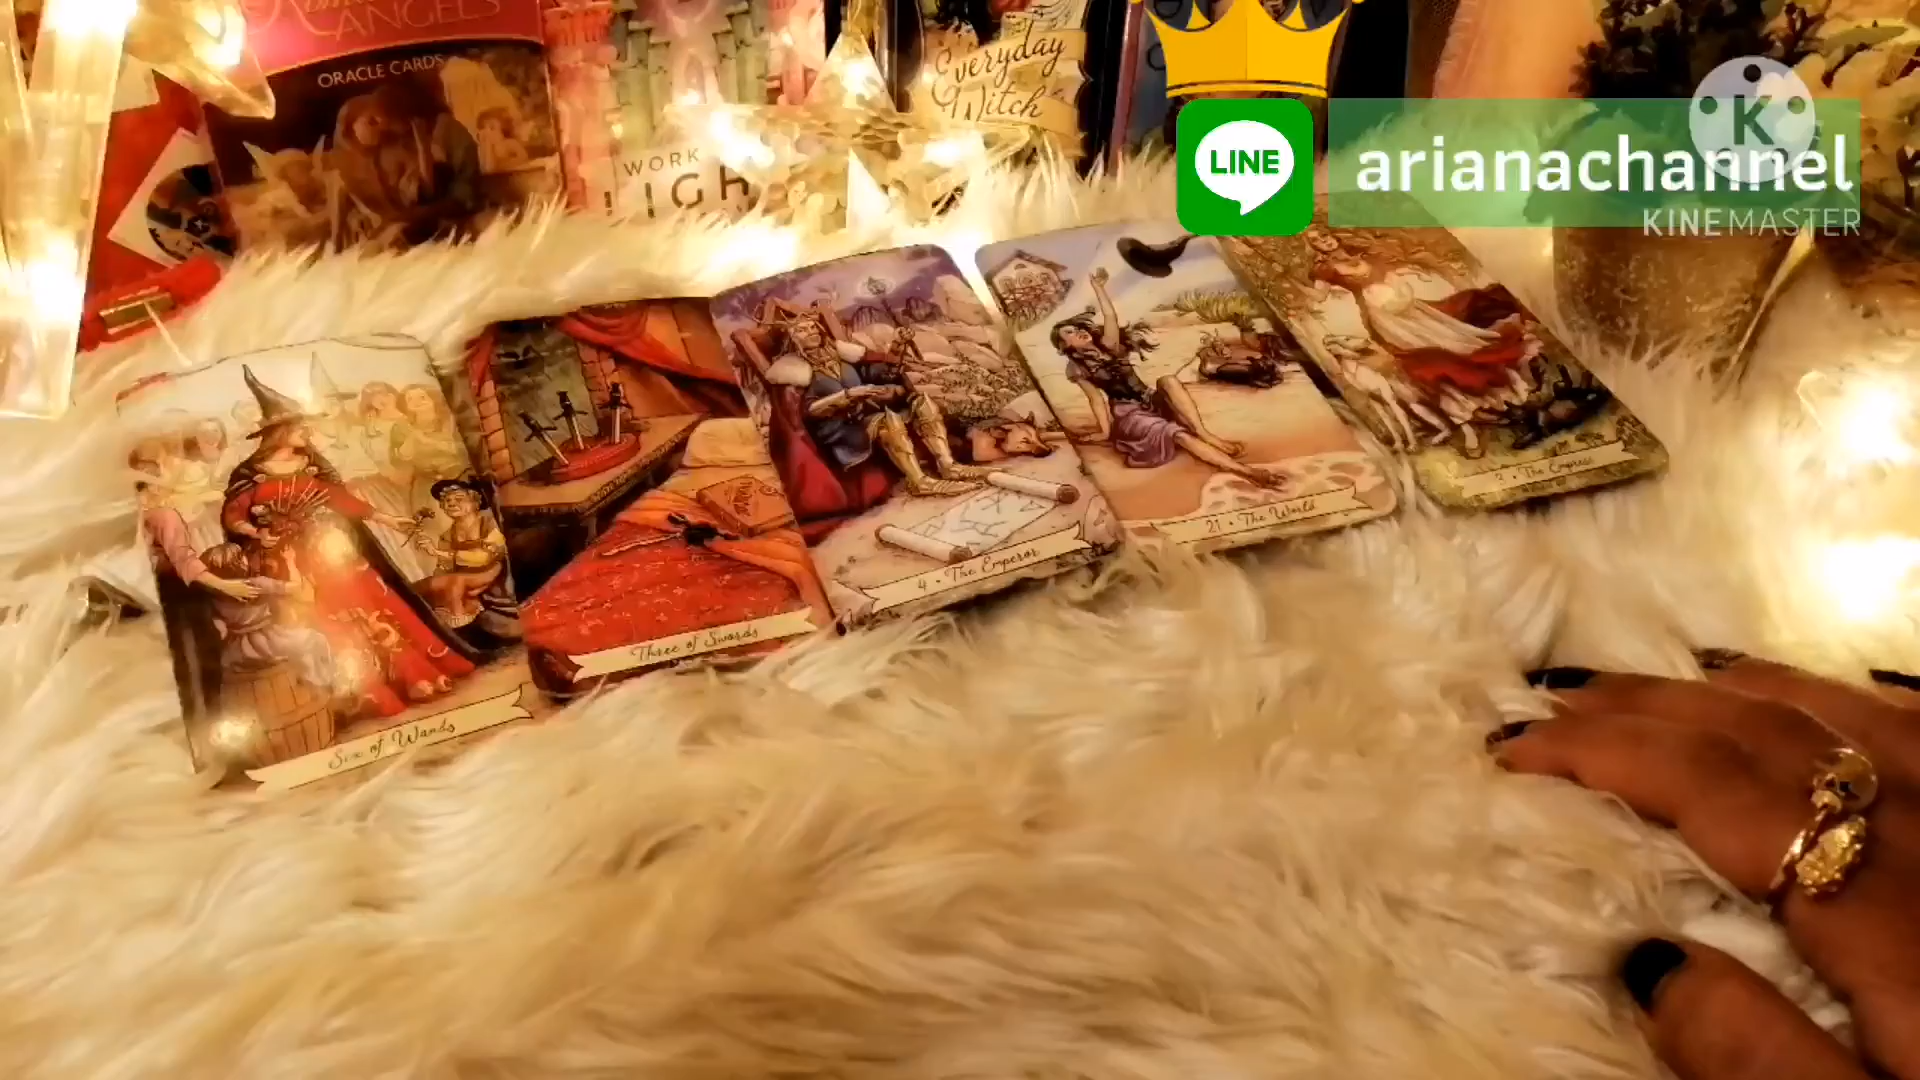 ANGELS
ORACLE CARDS
WORK
LIGH
Everyday
Witch
LINE
arianachannel
K
KINEMASTER
Six of Wands
Three of Swords
4 • The Emperor
21 • The World
3 • The Empress